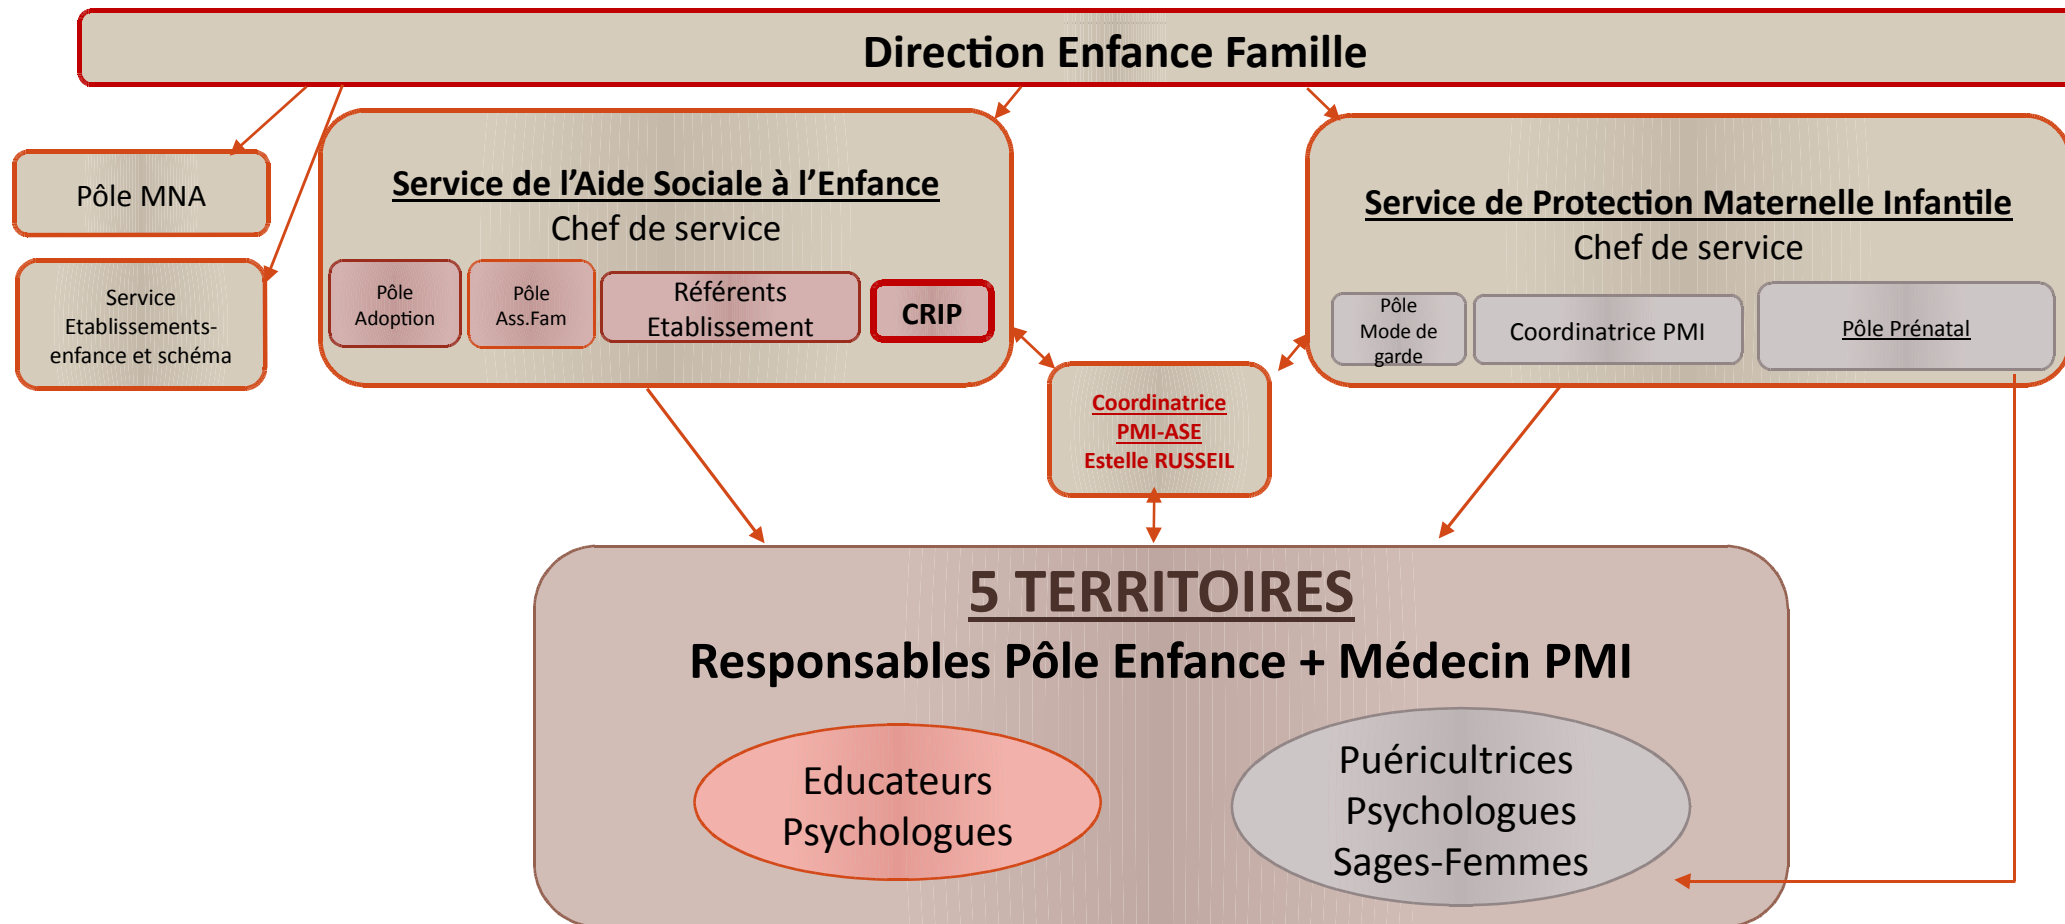 Direction Enfance Famille
Pôle MNA
Service
Etablissements-
enfance et schéma
Service de l'Aide Sociale à l'Enfance
Chef de service
Pôle
Adoption
Pôle
Ass.Fam
Référents
Etablissement
CRIP
Service de Protection Maternelle Infantile
Chef de service
Pôle
Mode de
garde
Coordinatrice PMI
Pôle Prénatal
Coordinatrice
PMI-ASE
Estelle RUSSEIL
5 TERRITOIRES
Responsables Pôle Enfance + Médecin PMI
Educateurs
Psychologues
Puéricultrices
Psychologues
Sages-Femmes